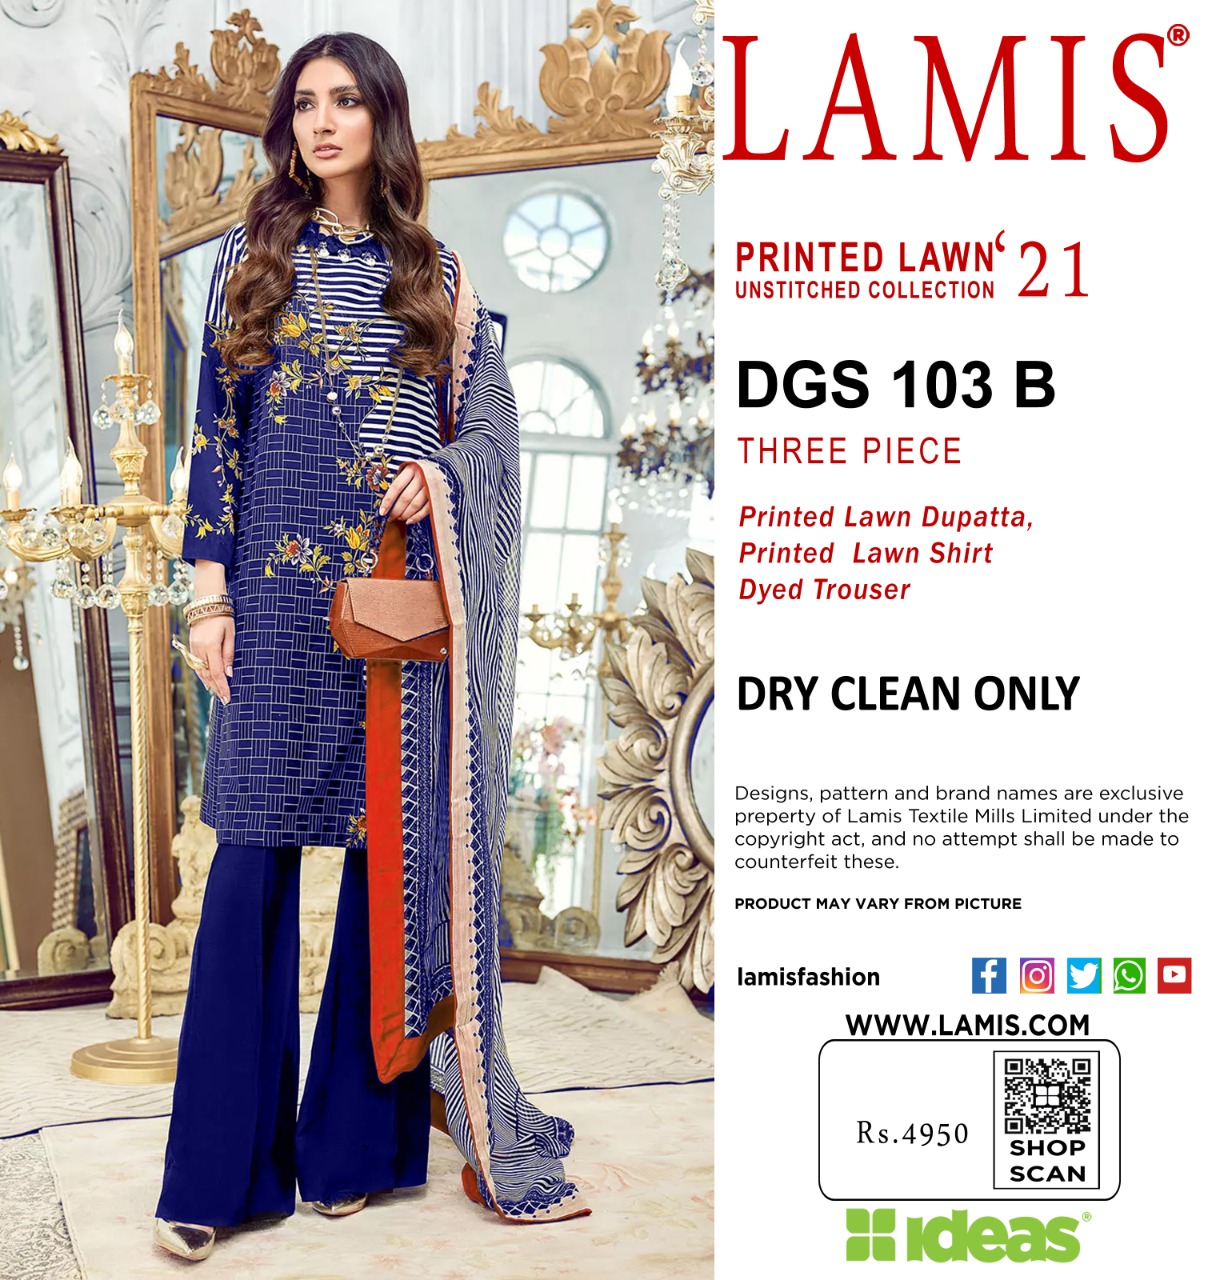 LAMIS®
PRINTED LAWN‘21
UNSTITCHED COLLECTION
DGS 103 B
THREE PIECE
Printed Lawn Dupatta,
Printed Lawn Shirt
Dyed Trouser
DRY CLEAN ONLY
Designs, pattern and brand names are exclusive
preperty of Lamis Textile Mills Limited under the
copyright act, and no attempt shall be made to
counterfeit these.
PRODUCT MAY VARY FROM PICTURE
lamisfashion
WWW.LAMIS.COM
Rs.4950
SHOP
SCAN
ideas®